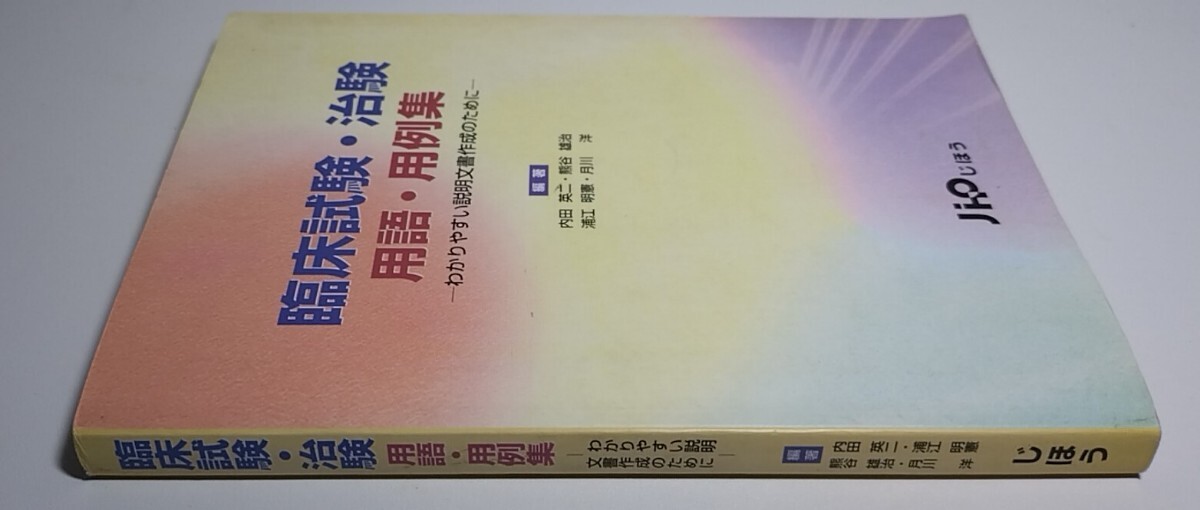 臨床試験・治験
用語・用例集
―わかりやすい説明文書作成のために―
編著
内田 英二・熊谷 雄治
浦江 明憲・月川 洋
Jiho じほう
臨床試験・治験 用語・用例集
―わかりやすい説明
文書作成のために―
編著
内田 英二・浦江 明憲
熊谷 雄治・月川 洋
じほう